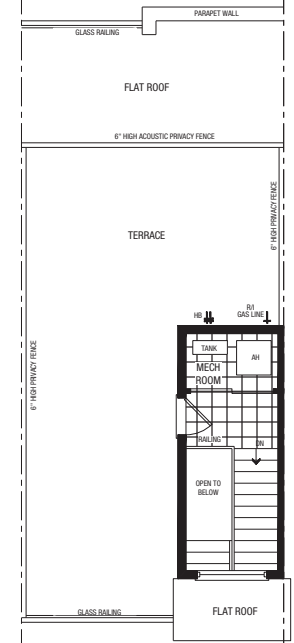 PARAPET WALL
GLASS RAILING
FLAT ROOF
6" HIGH ACOUSTIC PRIVACY FENCE
6" HIGH PRIVACY FENCE
TERRACE
R/I
HB GAS LINE
TANK
AH
MECH
ROOM
6" HIGH PRIVACY FENCE
RAILING
DN
OPEN TO
BELOW
GLASS RAILING
FLAT ROOF